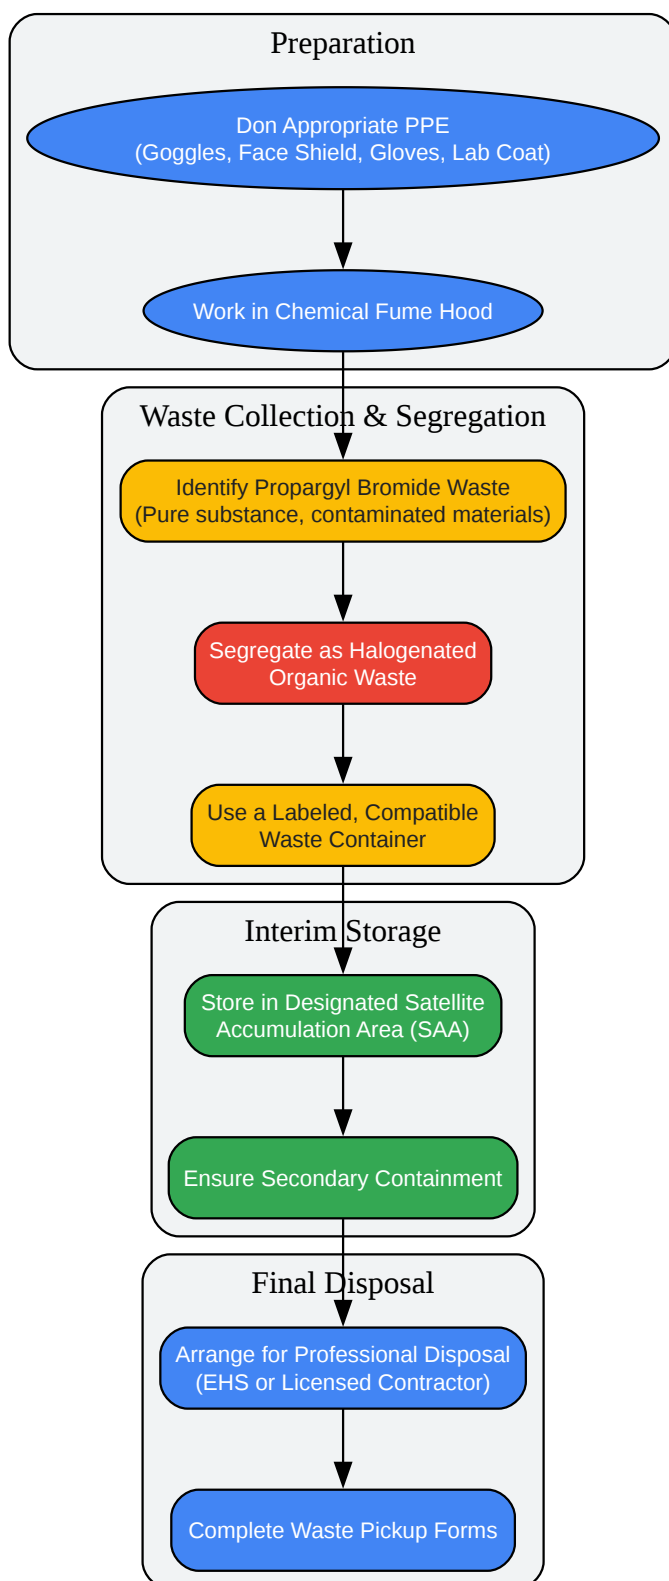 Preparation
Don Appropriate PPE
(Goggles, Face Shield, Gloves, Lab Coat)
Work in Chemical Fume Hood
Waste Collection & Segregation
Identify Propargyl Bromide Waste
(Pure substance, contaminated materials)
Segregate as Halogenated
Organic Waste
Use a Labeled, Compatible
Waste Container
Interim Storage
Store in Designated Satellite
Accumulation Area (SAA)
Ensure Secondary Containment
Final Disposal
Arrange for Professional Disposal
(EHS or Licensed Contractor)
Complete Waste Pickup Forms